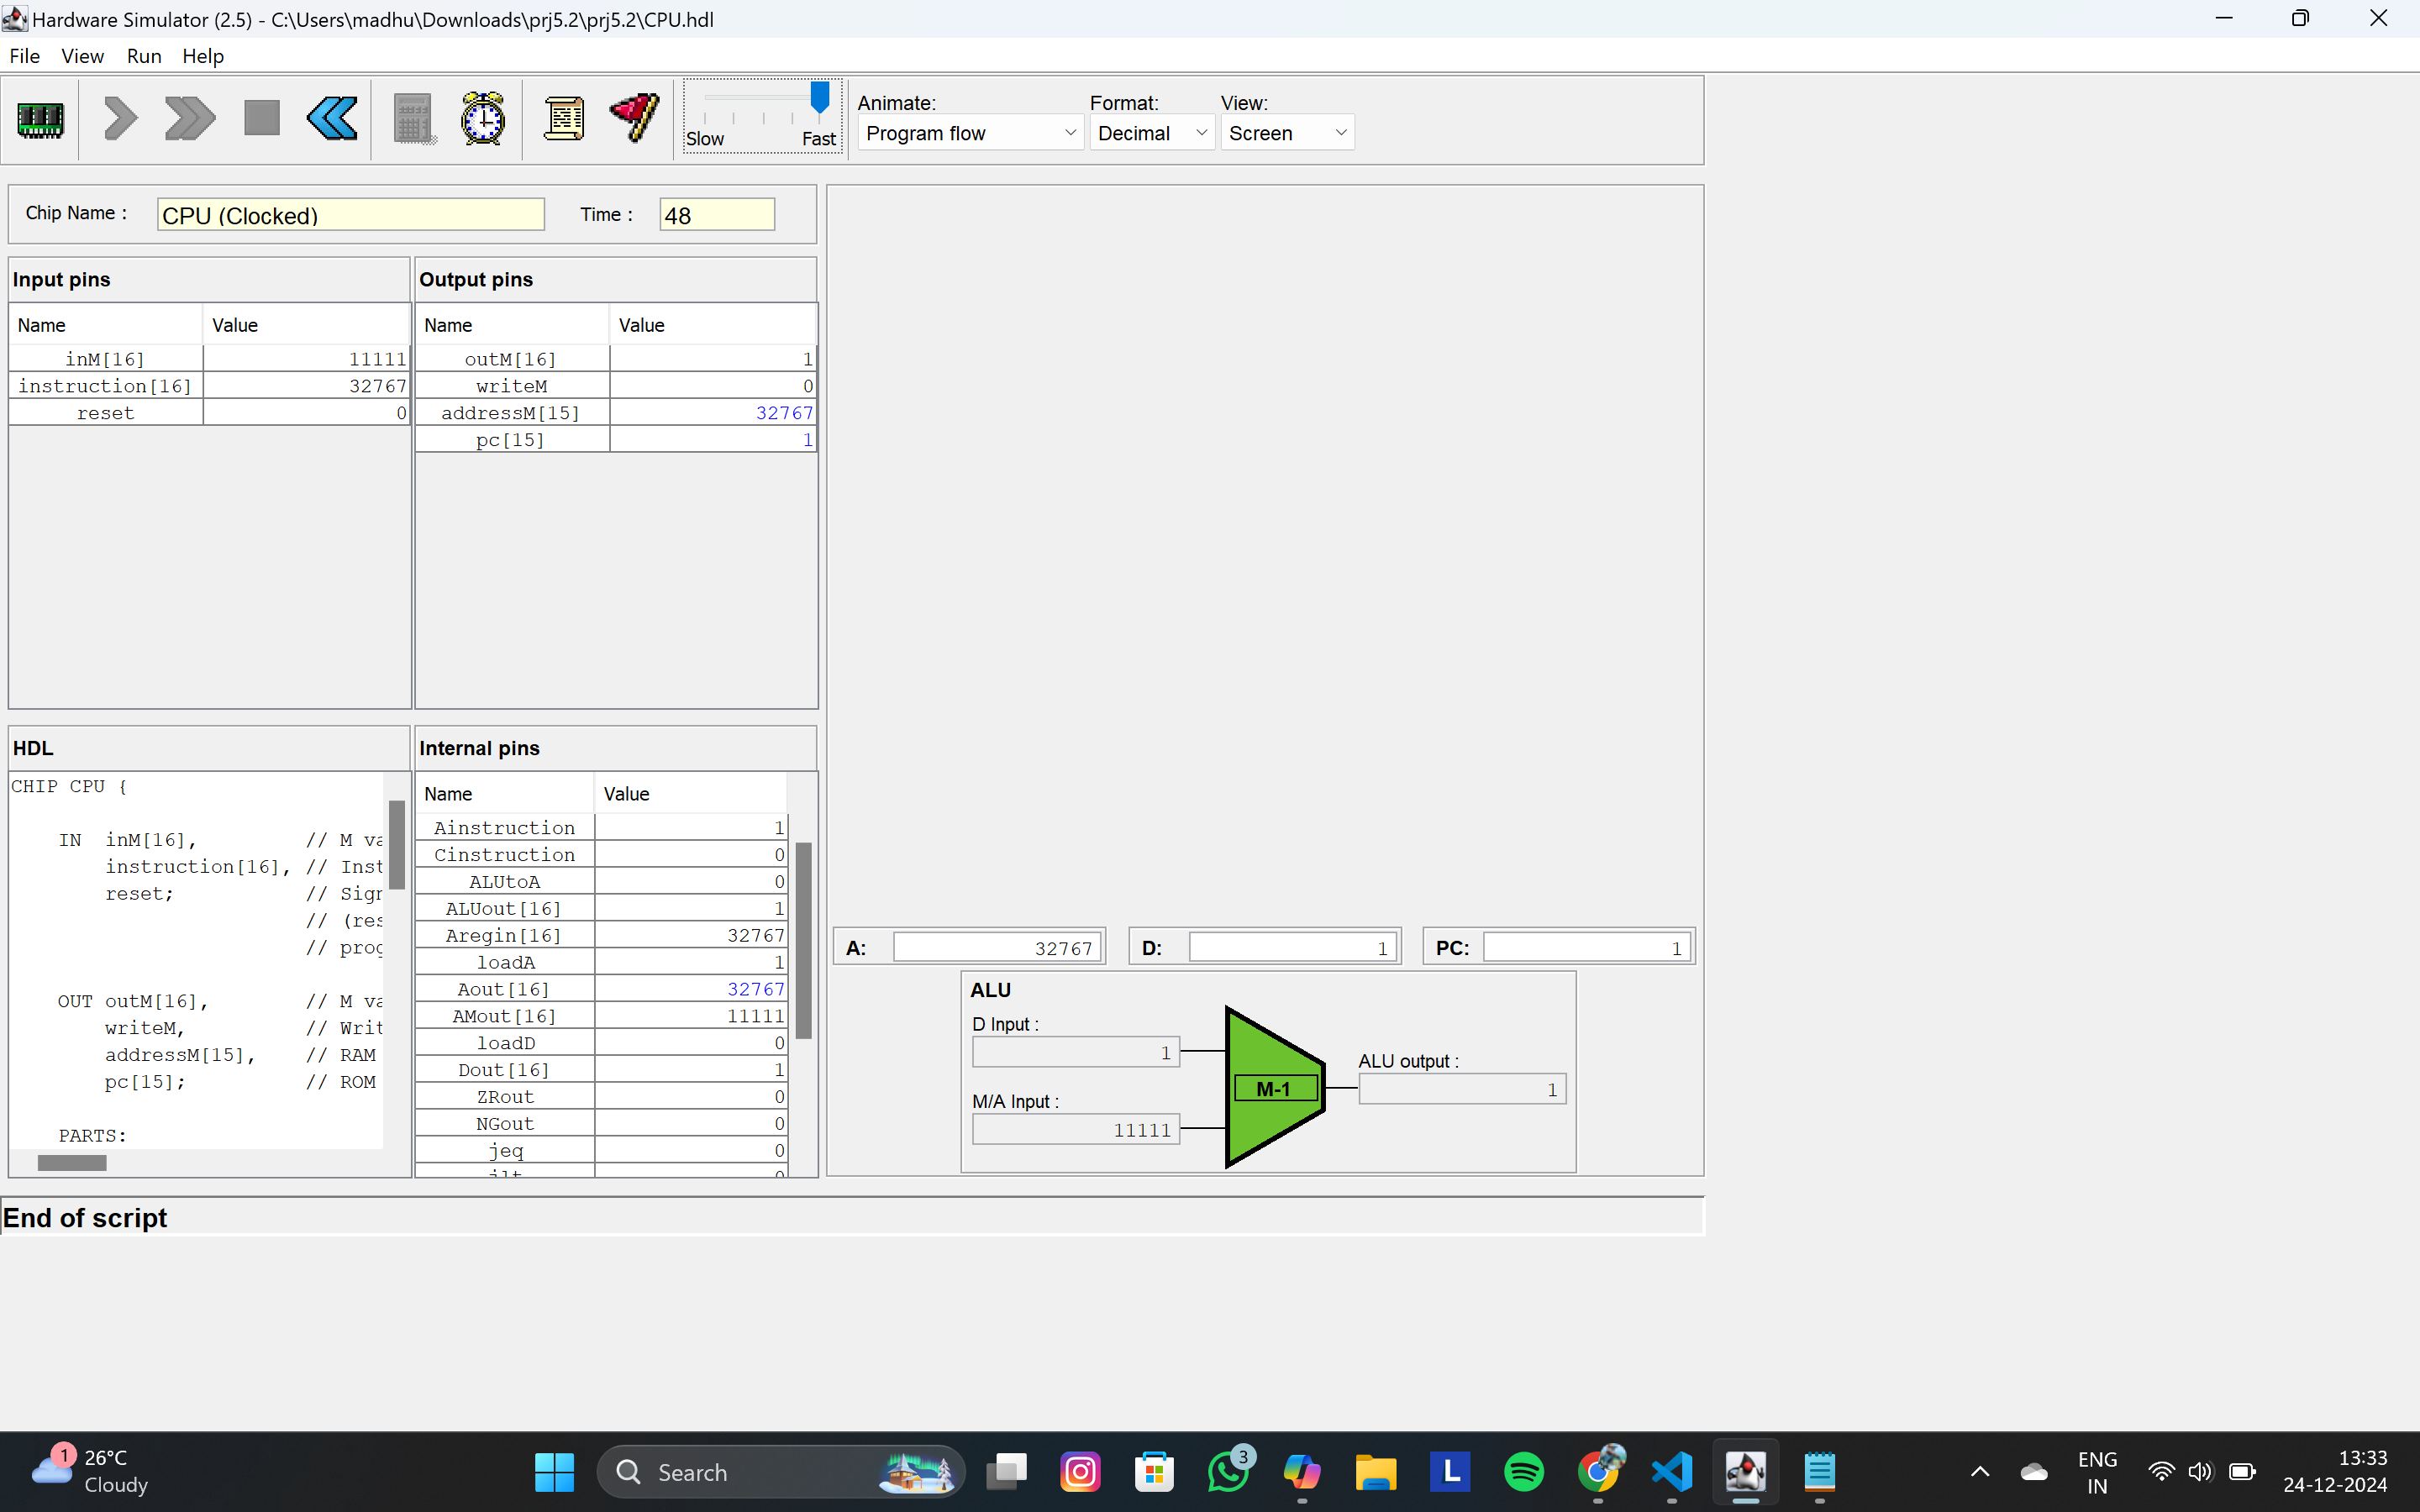 Hardware Simulator (2.5) - C:\Users\madhu\Downloads\prj5.2\prj5.2\CPU.hdl
File View Run Help
Slow Fast
Animate: Format: View:
Program flow Decimal Screen
Chip Name : CPU (Clocked) Time : 48
Input pins
Name Value
inM[16] 11111
instruction[16] 32767
reset 0
Output pins
Name Value
outM[16] 1
writeM 0
addressM[15] 32767
pc[15] 1
HDL
CHIP CPU {
IN inM[16], // M va
instruction[16], // Inst
reset; // Sign
// (res
// prog
OUT outM[16], // M va
writeM, // Writ
addressM[15], // RAM
pc[15]; // ROM
PARTS:
Internal pins
Name Value
Ainstruction 1
Cinstruction 0
ALUtoA 0
ALUout[16] 1
Aregin[16] 32767
loadA 1
Aout[16] 32767
AMout[16] 11111
loadD 0
Dout[16] 1
ZRout 0
NGout 0
jeq 0
A: 32767 D: 1 PC: 1
ALU
D Input :
1
M/A Input :
11111
M-1
ALU output :
1
End of script
1
26°C
Cloudy
Search
3
L
ENG
IN
13:33
24-12-2024